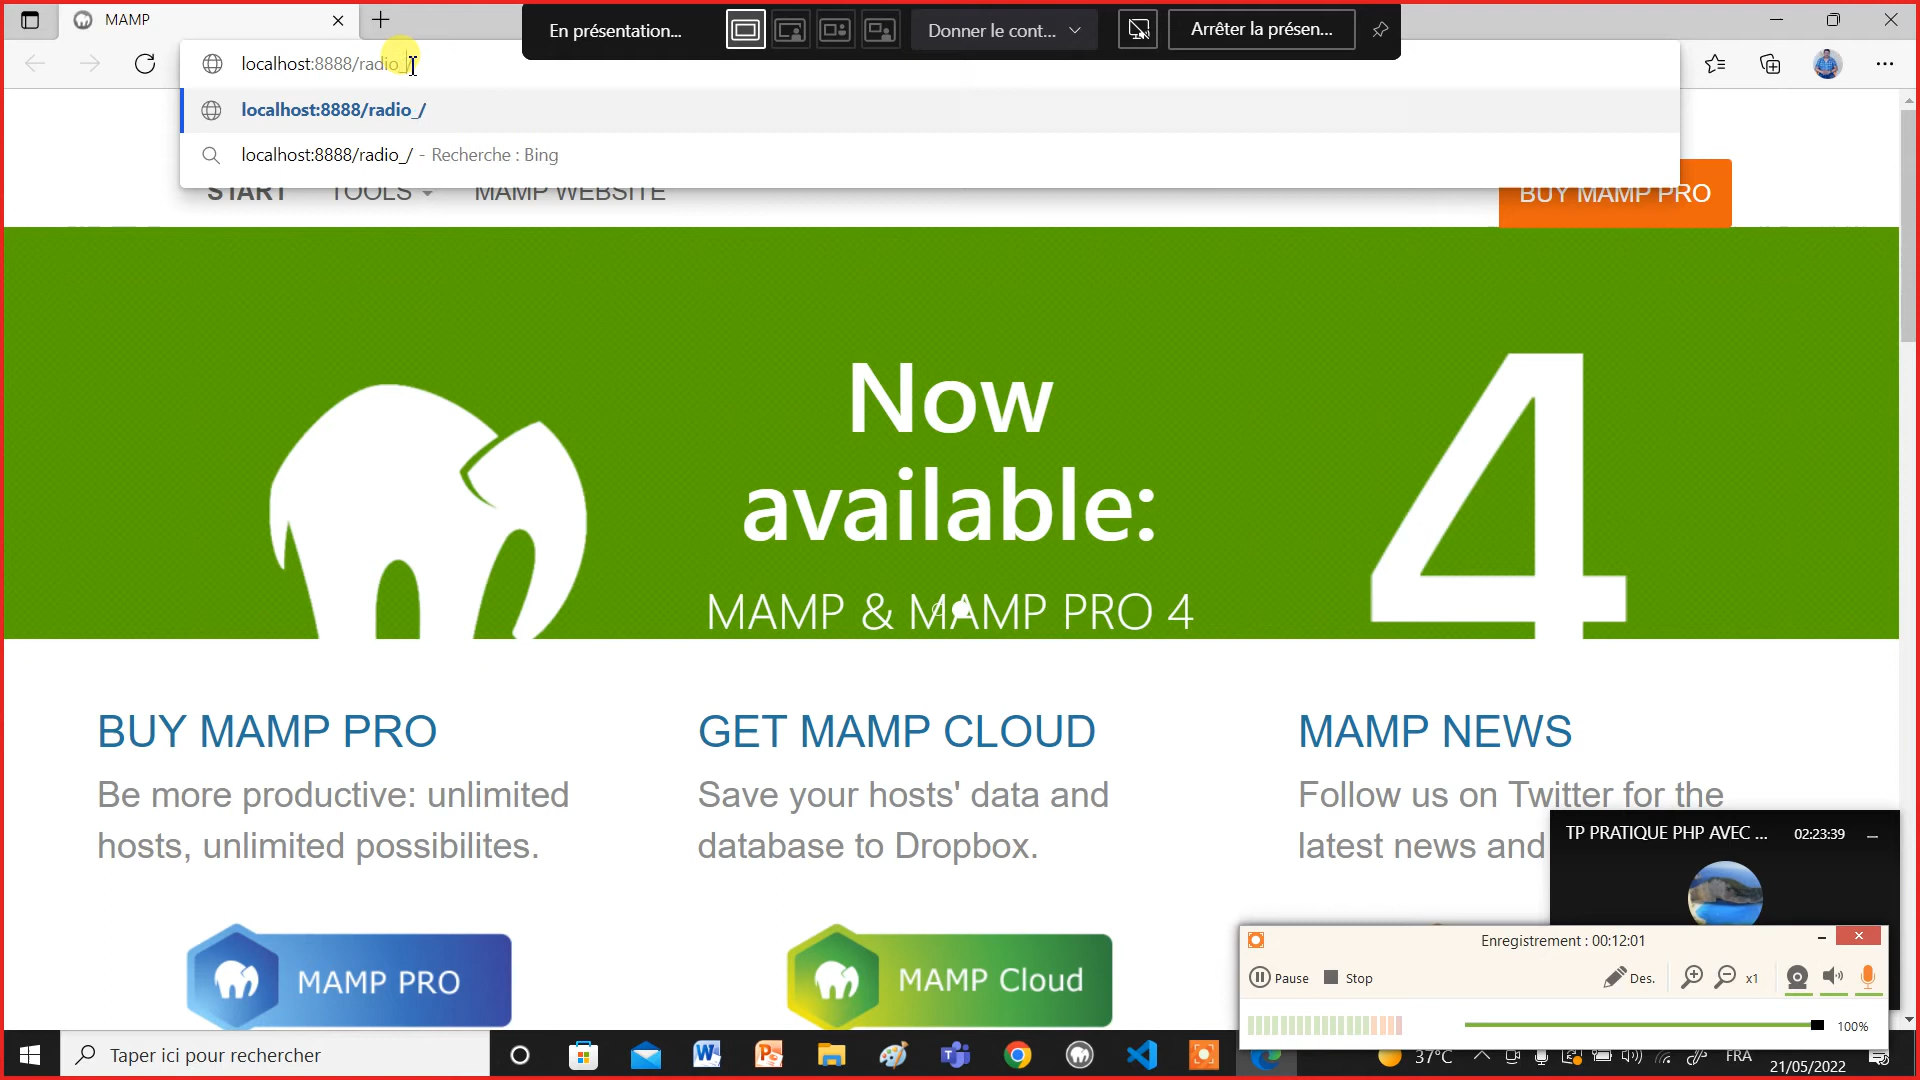 MAMP
En présentation...
Donner le cont...
Arrêter la présen...
localhost:8888/radio_/
localhost:8888/radio_/
localhost:8888/radio_/ - Recherche : Bing
START TOOLS MAMP WEBSITE
BUY MAMP PRO
Now
available:
4
MAMP & MAMP PRO 4
BUY MAMP PRO
Be more productive: unlimited
hosts, unlimited possibilites.
GET MAMP CLOUD
Save your hosts' data and
database to Dropbox.
MAMP NEWS
Follow us on Twitter for the
latest news and
MAMP PRO
MAMP Cloud
TP PRATIQUE PHP AVEC ... 02:23:39
Enregistrement : 00:12:01
Pause Stop Des. x1
100%
Taper ici pour rechercher
37°C
FRA
21/05/2022